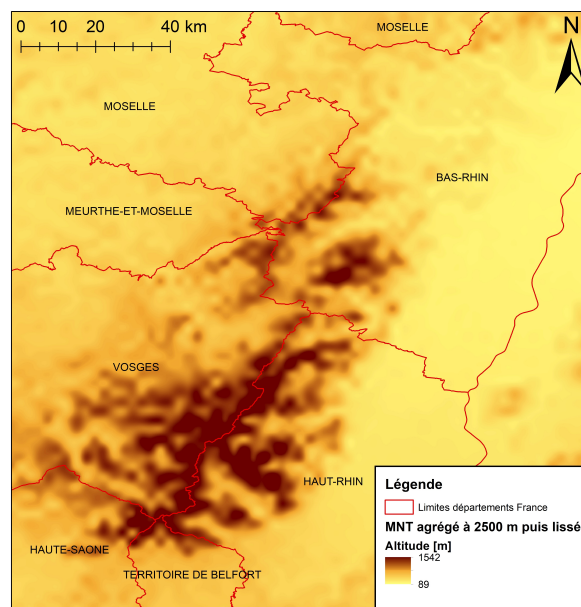 0 10 20 40 km
MOSELLE
N
MOSELLE
BAS-RHIN
MEURTHE-ET-MOSELLE
VOSGES
HAUT-RHIN
HAUTE-SAONE
TERRITOIRE DE BELFORT
Légende
Limites départements France
MNT agrégé à 2500 m puis lissé
Altitude [m]
1542
89